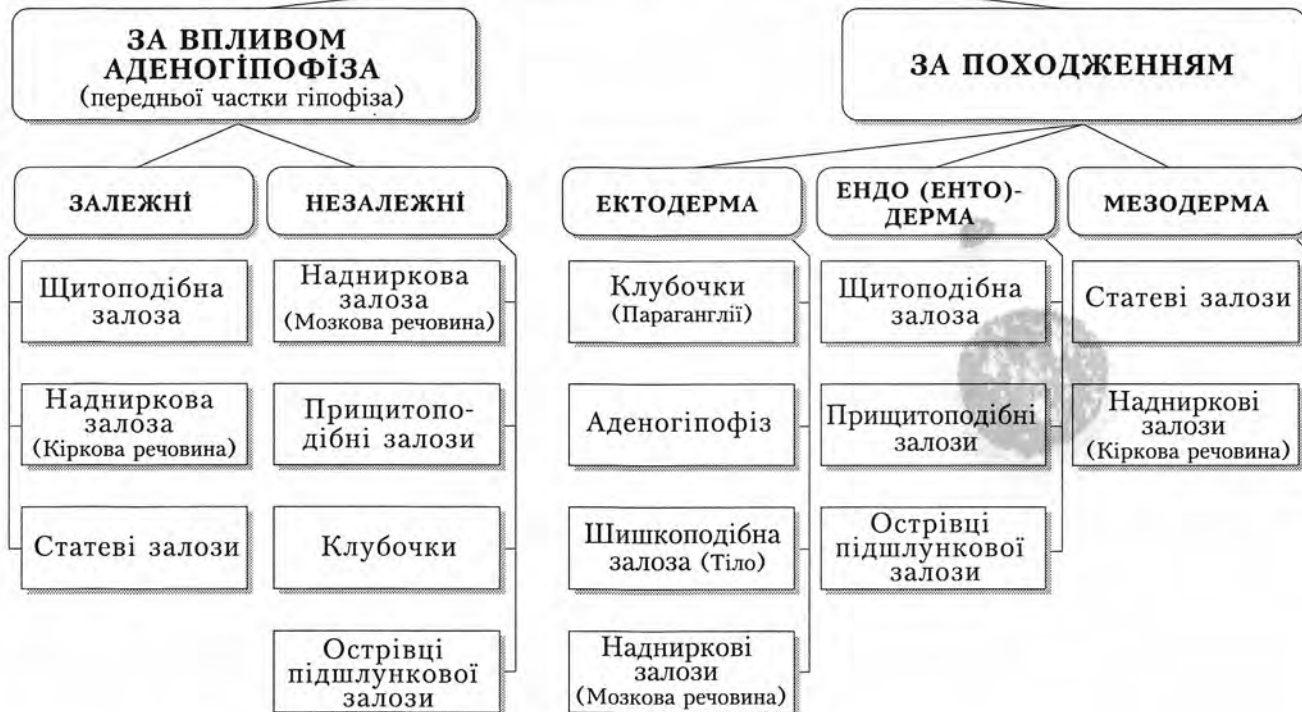 ЗА ВПЛИВОМ
АДЕНОГІПОФІЗА
(передньої частки гіпофіза)
ЗА ПОХОДЖЕННЯМ
ЗАЛЕЖНІ
НЕЗАЛЕЖНІ
ЕКТОДЕРМА
ЕНДО (ЕНТО)-
ДЕРМА
МЕЗОДЕРМА
Щитоподібна
залоза
Надниркова
залоза
(Кіркова речовина)
Статеві залози
Надниркова
залоза
(Мозкова речовина)
Прищитопо-
дібні залози
Клубочки
Острівці
підшлункової
залози
Клубочки
(Параганглії)
Аденогіпофіз
Шишкоподібна
залоза (Тіло)
Надниркові
залози
(Мозкова речовина)
Щитоподібна
залоза
Прищитоподібні
залози
Острівці
підшлункової
залози
Статеві залози
Надниркові
залози
(Кіркова речовина)